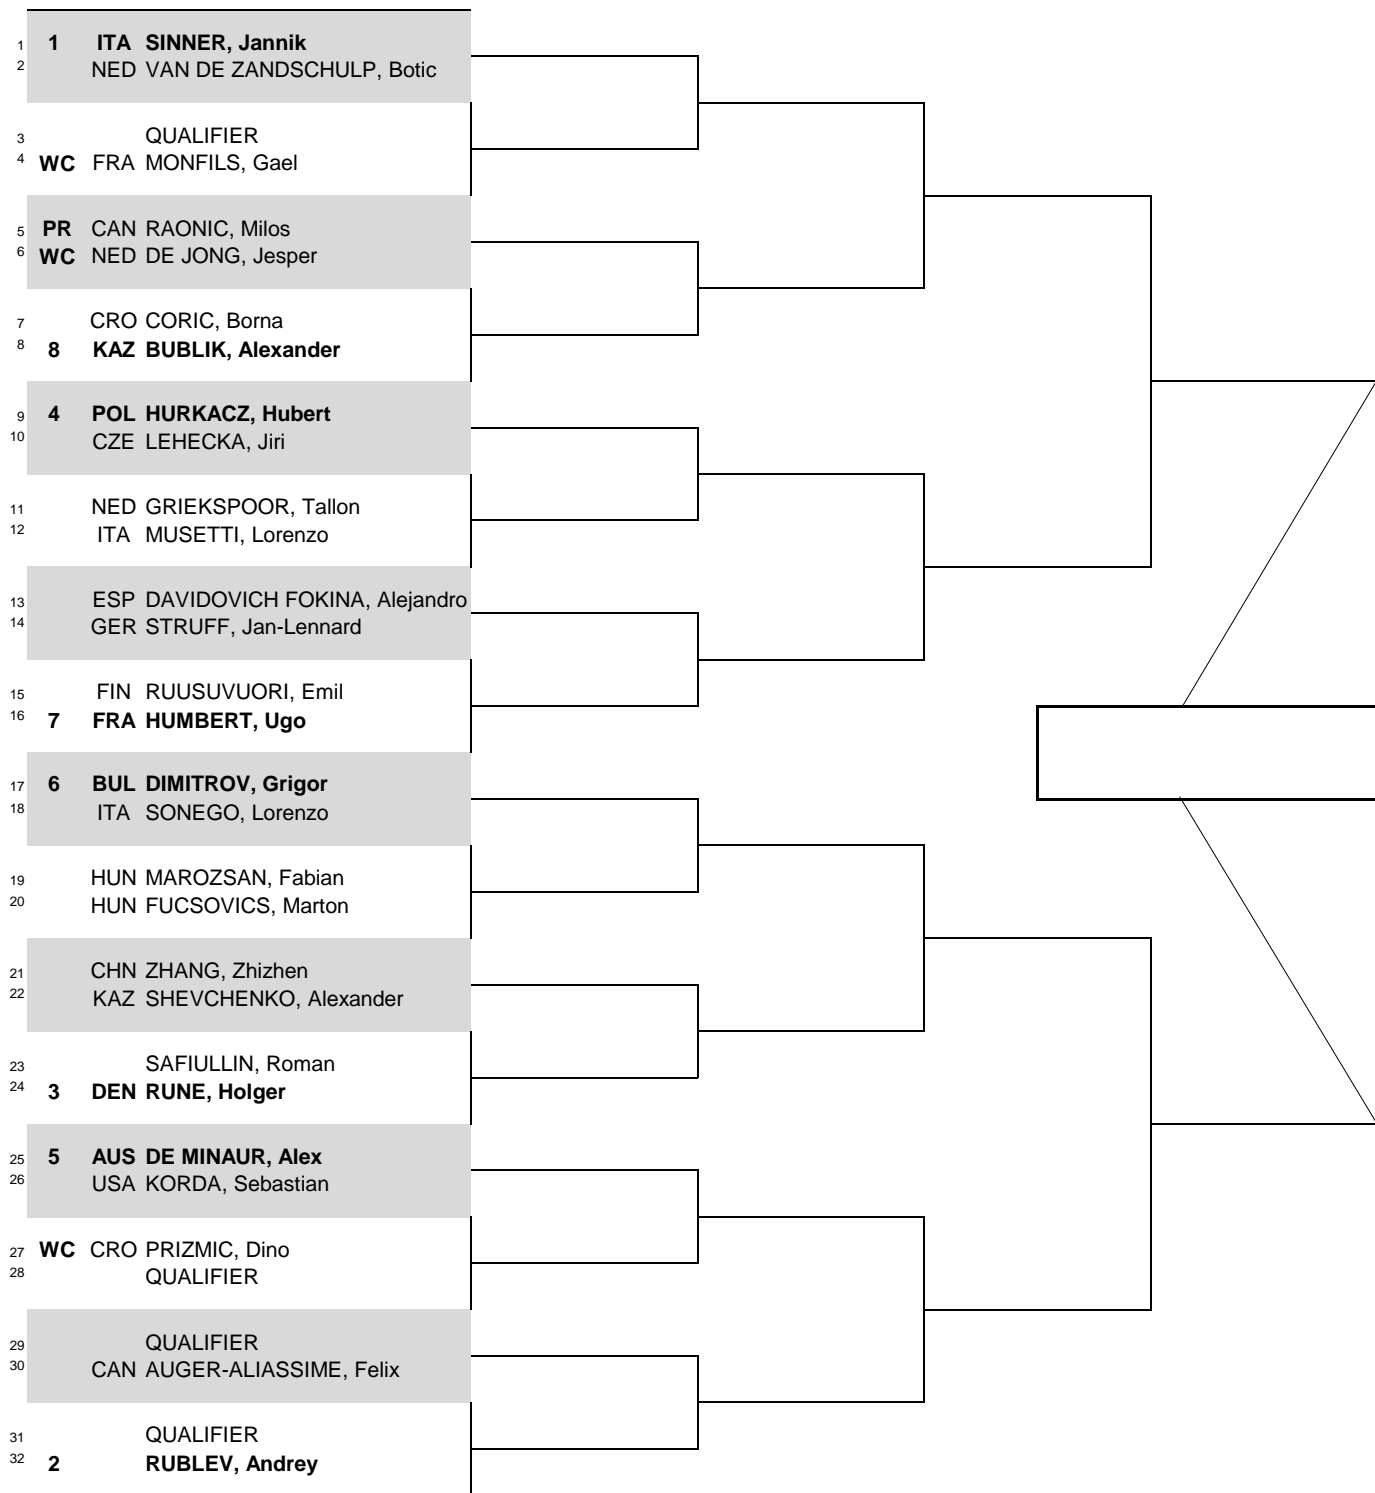 1 1 ITA SINNER, Jannik
2 NED VAN DE ZANDSCHULP, Botic
3 QUALIFIER
4 WC FRA MONFILS, Gael
5 PR CAN RAONIC, Milos
6 WC NED DE JONG, Jesper
7 CRO CORIC, Borna
8 8 KAZ BUBLIK, Alexander
9 4 POL HURKACZ, Hubert
10 CZE LEHECKA, Jiri
11 NED GRIEKSPOOR, Tallon
12 ITA MUSETTI, Lorenzo
13 ESP DAVIDOVICH FOKINA, Alejandro
14 GER STRUFF, Jan-Lennard
15 FIN RUUSUVUORI, Emil
16 7 FRA HUMBERT, Ugo
17 6 BUL DIMITROV, Grigor
18 ITA SONEGO, Lorenzo
19 HUN MAROZSAN, Fabian
20 HUN FUCSOVICS, Marton
21 CHN ZHANG, Zhizhen
22 KAZ SHEVCHENKO, Alexander
23 SAFIULLIN, Roman
24 3 DEN RUNE, Holger
25 5 AUS DE MINAUR, Alex
26 USA KORDA, Sebastian
27 WC CRO PRIZMIC, Dino
28 QUALIFIER
29 QUALIFIER
30 CAN AUGER-ALIASSIME, Felix
31 QUALIFIER
32 2 RUBLEV, Andrey